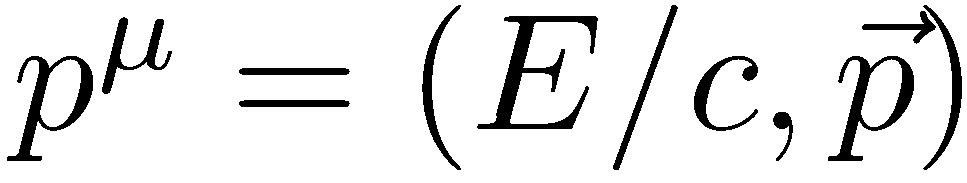 p^μ = (E/c, p⃗)